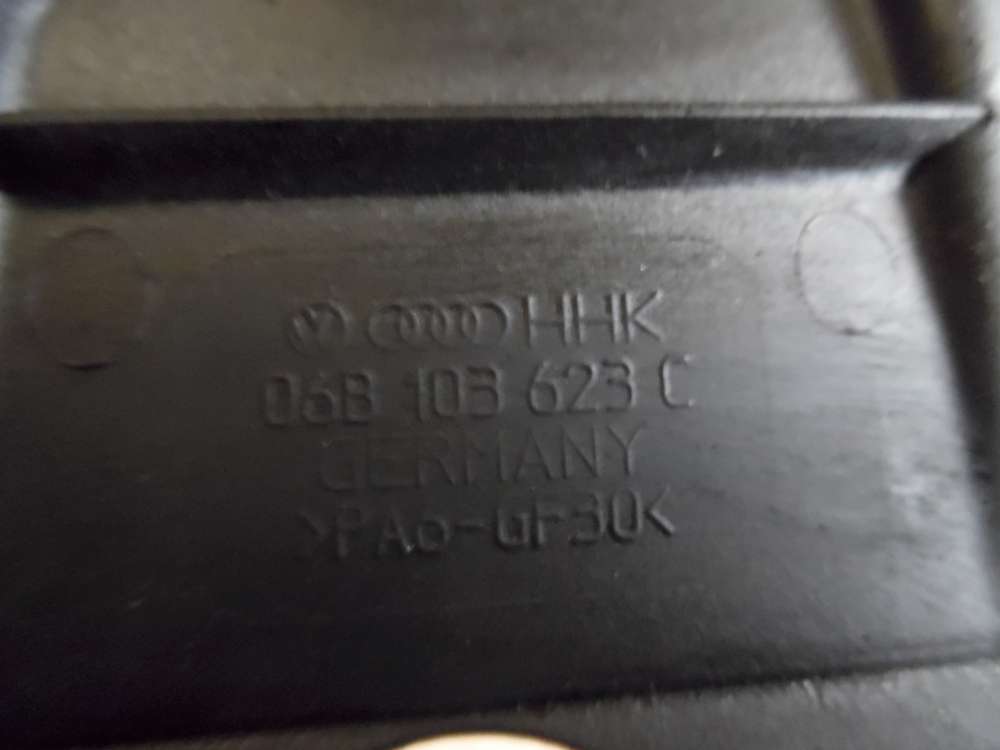 HHK
06B 103 623 C
GERMANY
>PA6-GF30<